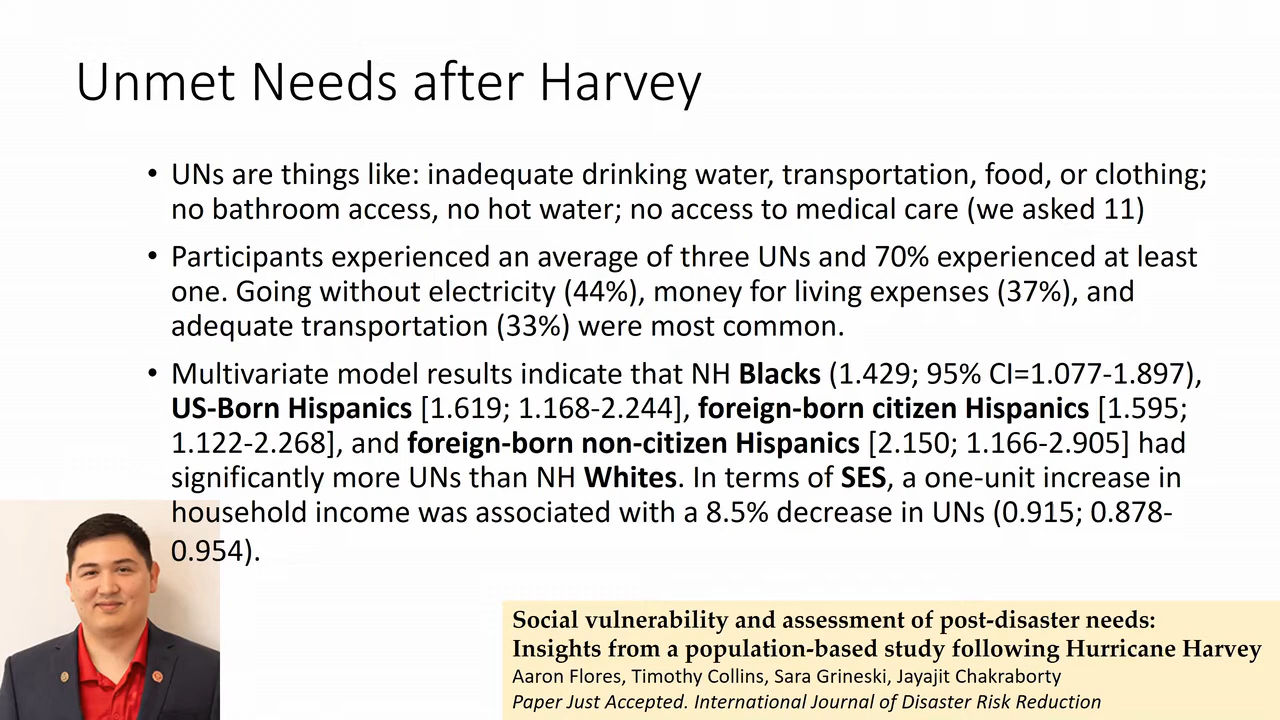 Unmet Needs after Harvey
• UNs are things like: inadequate drinking water, transportation, food, or clothing;
no bathroom access, no hot water; no access to medical care (we asked 11)
• Participants experienced an average of three UNs and 70% experienced at least
one. Going without electricity (44%), money for living expenses (37%), and
adequate transportation (33%) were most common.
• Multivariate model results indicate that NH Blacks (1.429; 95% CI=1.077-1.897),
US-Born Hispanics [1.619; 1.168-2.244], foreign-born citizen Hispanics [1.595;
1.122-2.268], and foreign-born non-citizen Hispanics [2.150; 1.166-2.905] had
significantly more UNs than NH Whites. In terms of SES, a one-unit increase in
household income was associated with a 8.5% decrease in UNs (0.915; 0.878-
0.954).
Social vulnerability and assessment of post-disaster needs:
Insights from a population-based study following Hurricane Harvey
Aaron Flores, Timothy Collins, Sara Grineski, Jayajit Chakraborty
Paper Just Accepted. International Journal of Disaster Risk Reduction